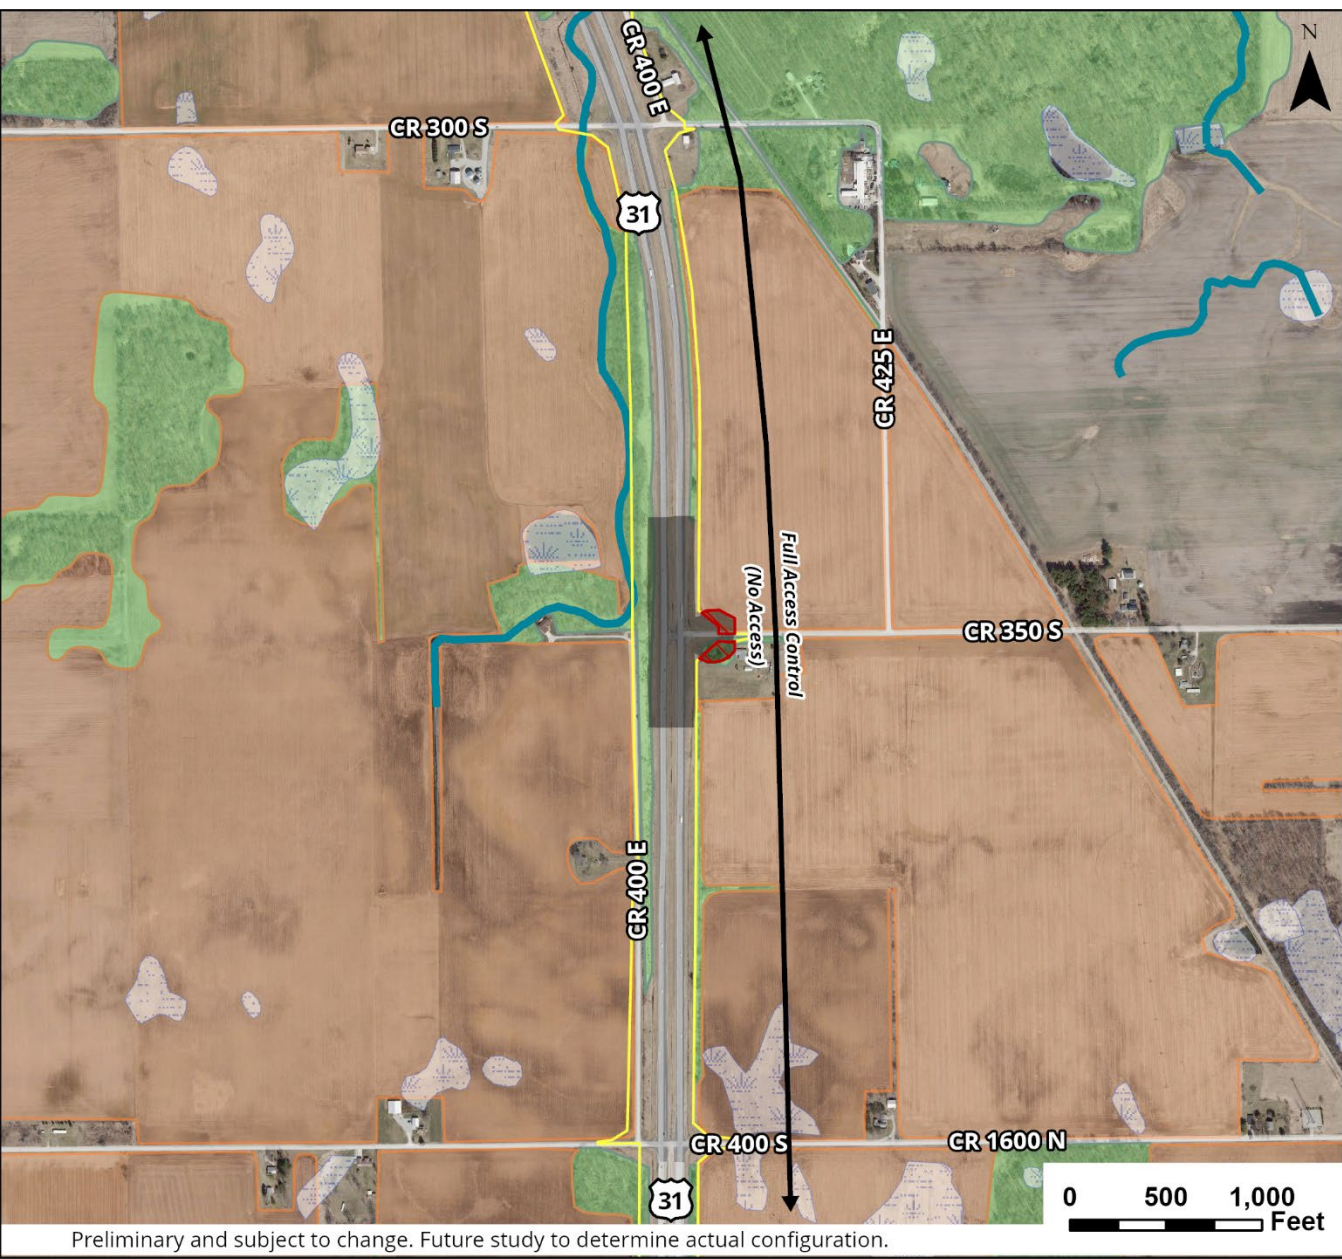 N
CR 400 E
CR 300 S
31
CR 425 E
Full Access Control
(No Access)
CR 350 S
CR 400 E
CR 400 S
CR 1600 N
31
0 500 1,000
Feet
Preliminary and subject to change. Future study to determine actual configuration.